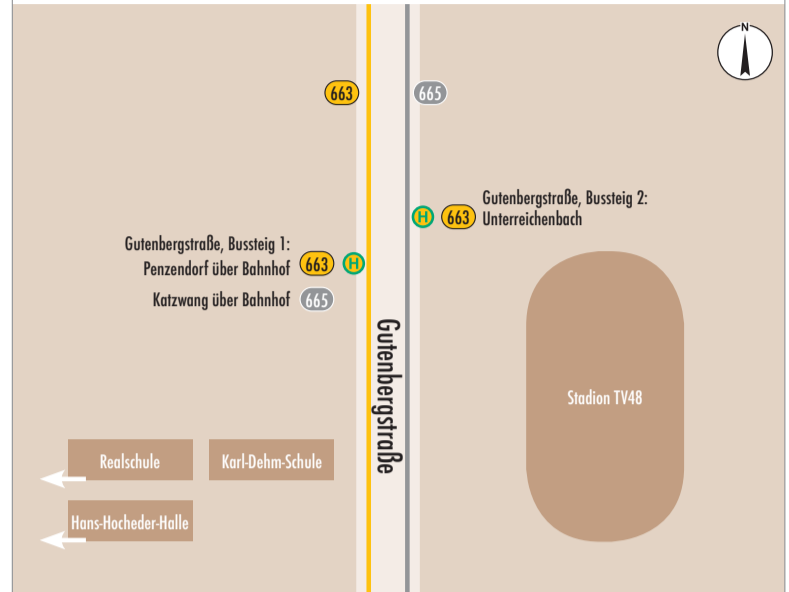 N
663
665
Gutenbergstraße, Bussteig 2:
H 663 Unterreichenbach
Gutenbergstraße, Bussteig 1:
Penzendorf über Bahnhof 663 H
Katzwang über Bahnhof 665
Gutenbergstraße
Stadion TV48
Realschule
Karl-Dehm-Schule
Hans-Hocheder-Halle